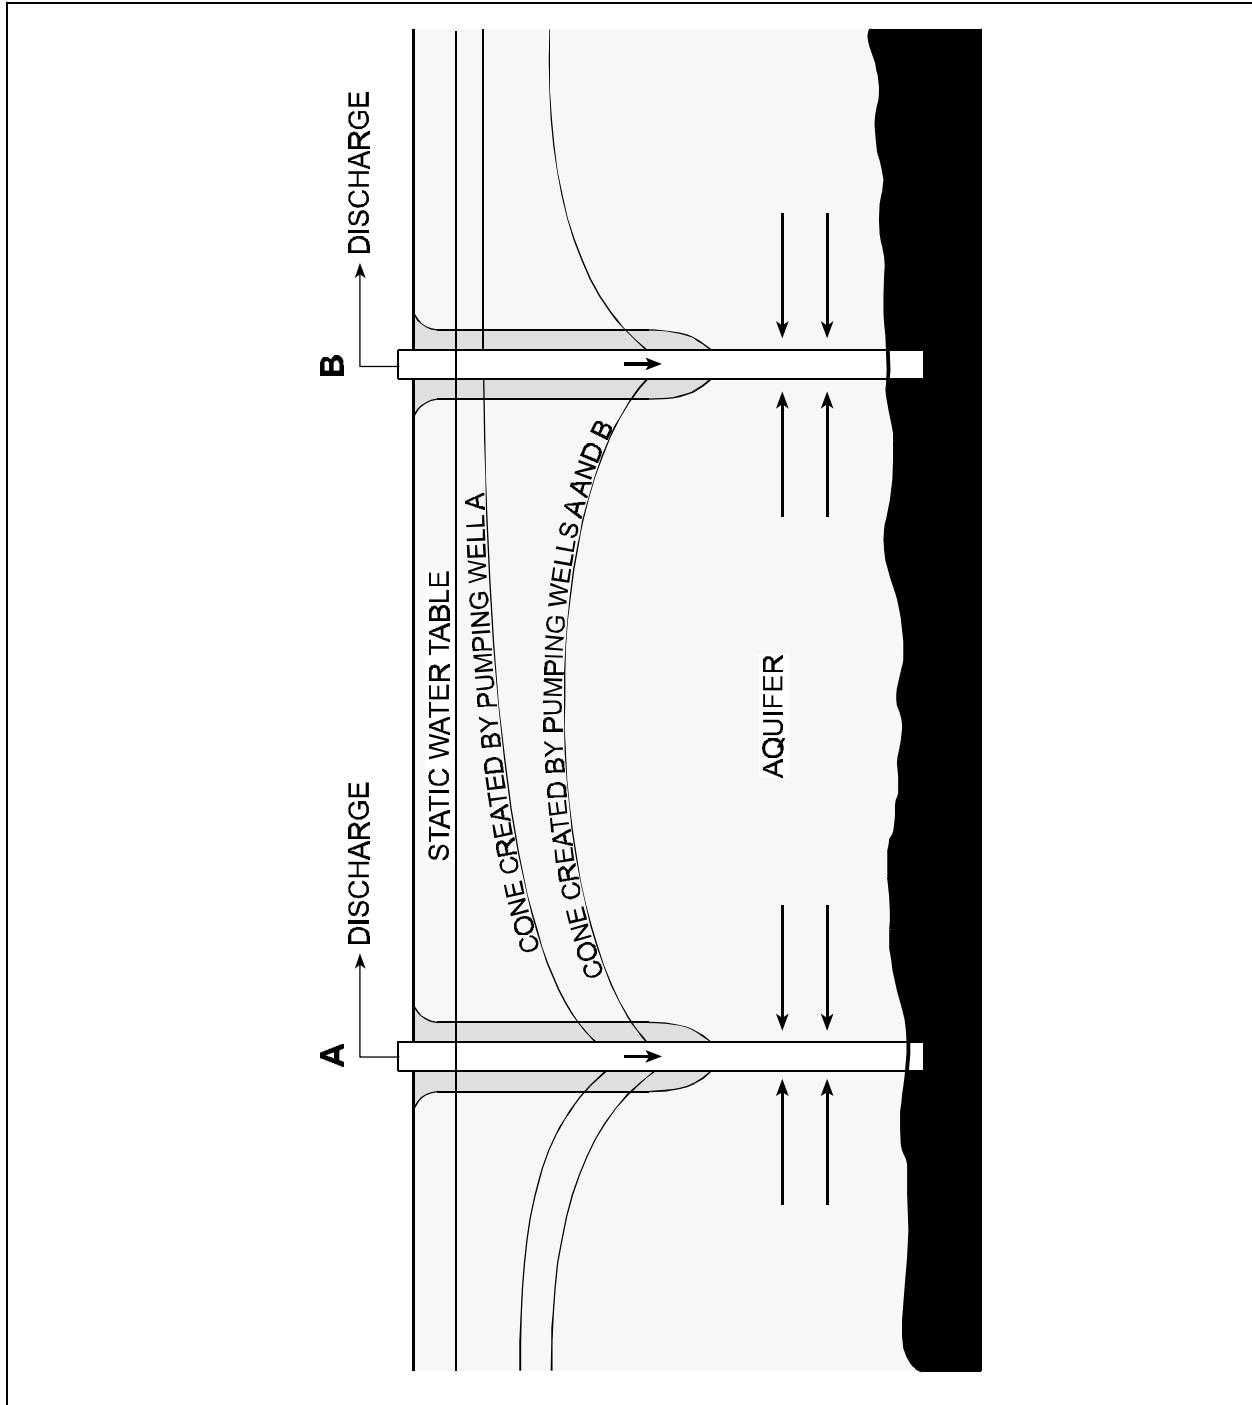 A
DISCHARGE
B
DISCHARGE
STATIC WATER TABLE
CONE CREATED BY PUMPING WELL A
CONE CREATED BY PUMPING WELLS A AND B
AQUIFER